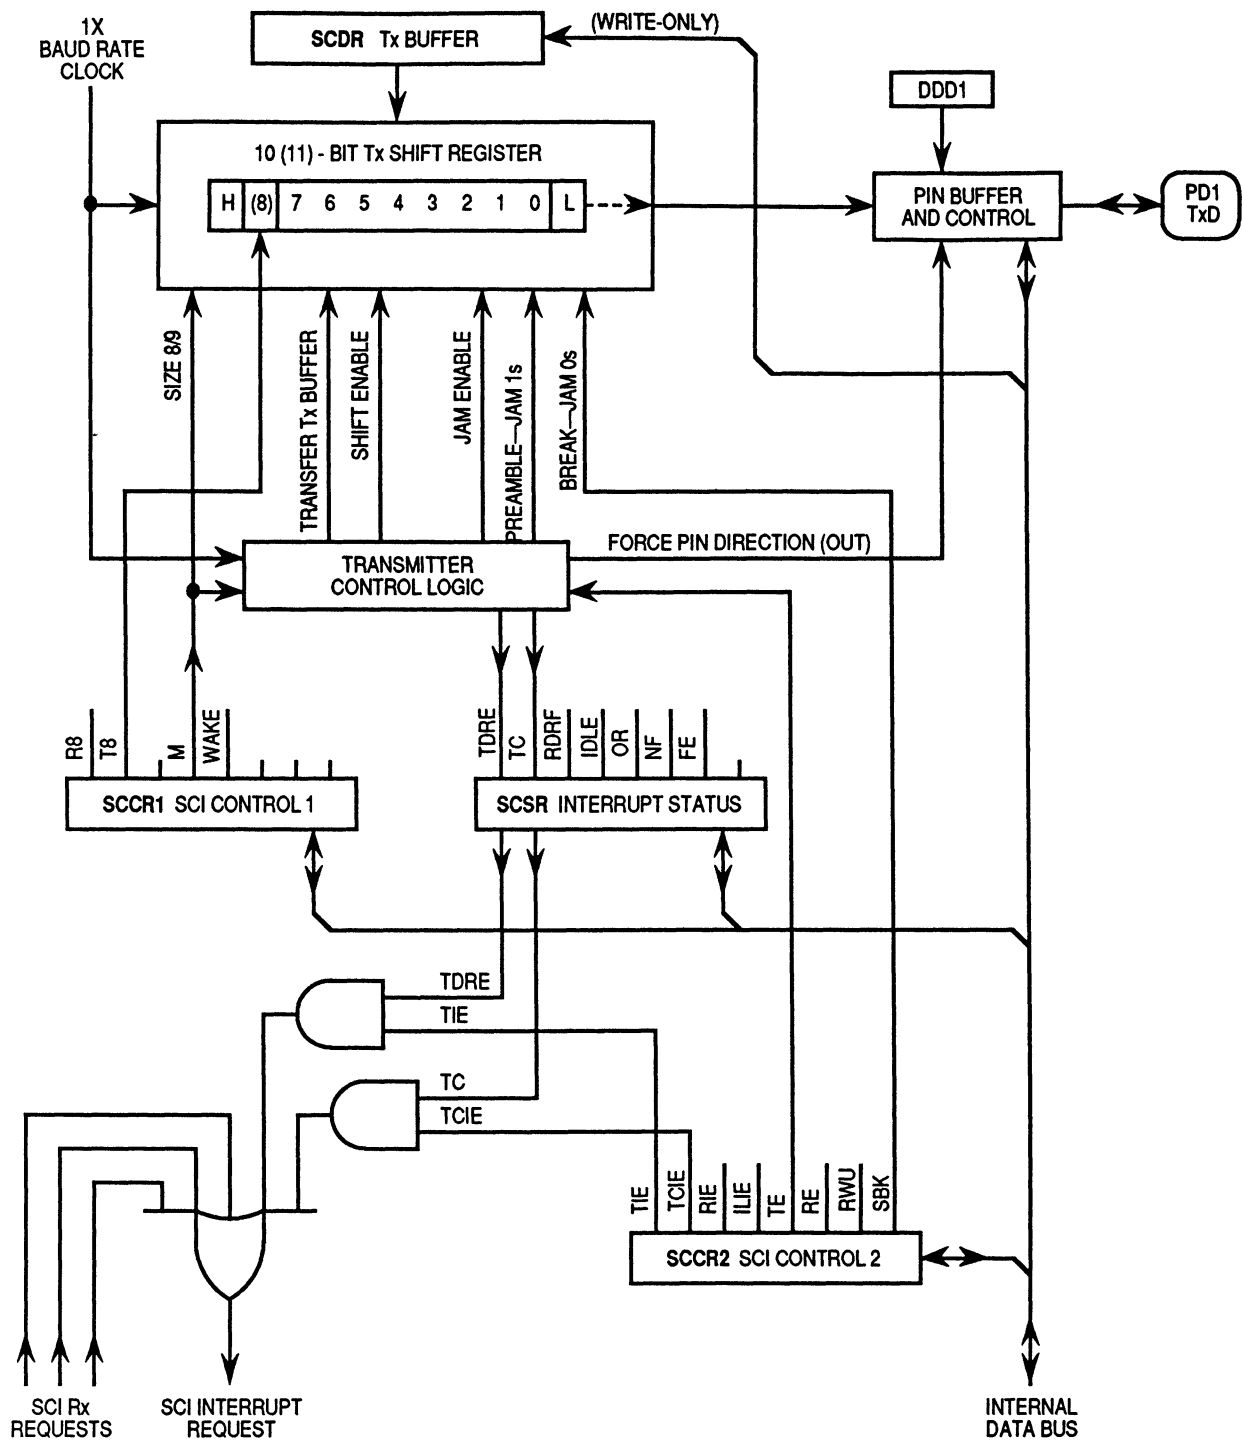 1X
BAUD RATE
CLOCK
SCDR Tx BUFFER
(WRITE-ONLY)
DDD1
10 (11) - BIT Tx SHIFT REGISTER
H (8) 7 6 5 4 3 2 1 0 L
PIN BUFFER
AND CONTROL
PD1
TxD
SIZE 8/9
TRANSFER Tx BUFFER
SHIFT ENABLE
JAM ENABLE
PREAMBLE—JAM 1s
BREAK—JAM 0s
FORCE PIN DIRECTION (OUT)
TRANSMITTER
CONTROL LOGIC
R8
T8
M
WAKE
TDRE
TC
RDRF
IDLE
OR
NF
FE
SCCR1 SCI CONTROL 1
SCSR INTERRUPT STATUS
TDRE
TIE
TC
TCIE
TIE
TCIE
RIE
ILIE
TE
RE
RWU
SBK
SCCR2 SCI CONTROL 2
SCI Rx
REQUESTS
SCI INTERRUPT
REQUEST
INTERNAL
DATA BUS